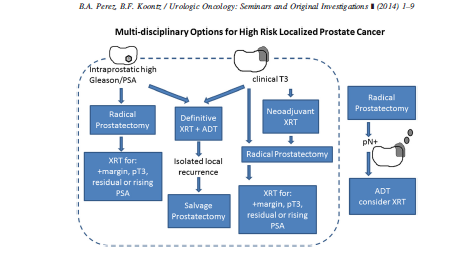 B.A. Perez, B.F. Koontz / Urologic Oncology: Seminars and Original Investigations ∎ (2014) 1–9
Multi-disciplinary Options for High Risk Localized Prostate Cancer
Intraprostatic high
Gleason/PSA
clinical T3
Radical
Prostatectomy
Definitive
XRT + ADT
Neoadjuvant
XRT
Radical
Prostatectomy
XRT for:
+margin, pT3,
residual or rising
PSA
Isolated local
recurrence
Radical Prostatectomy
pN+
Salvage
Prostatectomy
XRT for:
+margin, pT3,
residual or rising
PSA
ADT
consider XRT